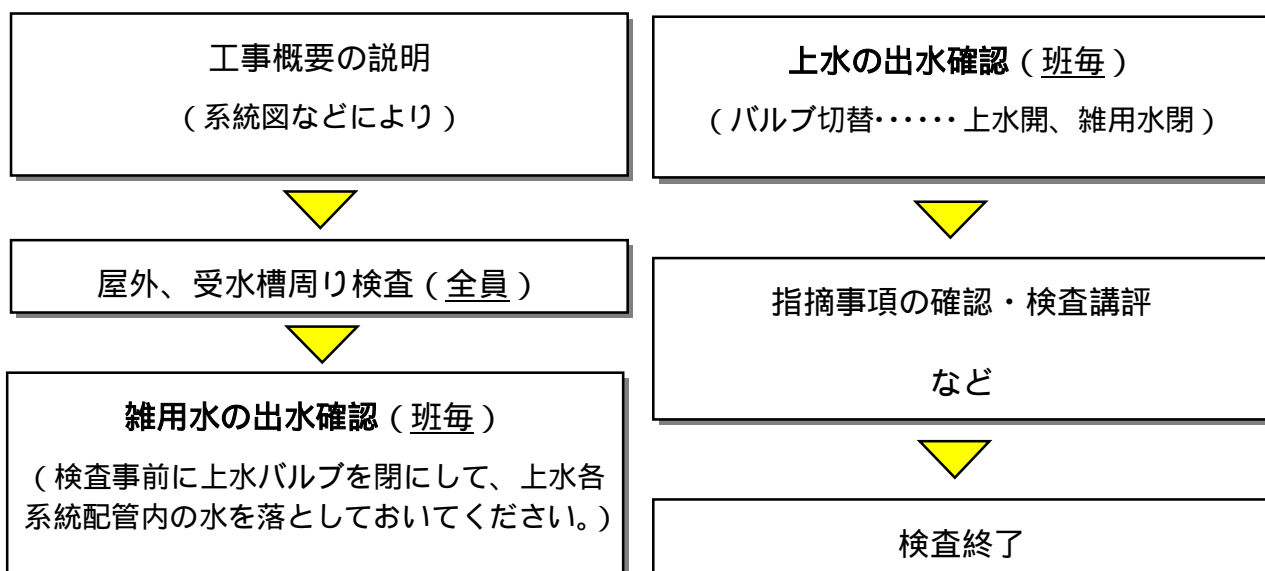 工事概要の説明
(系統図などにより)
屋外、受水槽周り検査(全員)
雑用水の出水確認(班毎)
(検査事前に上水バルブを閉にして、上水各
系統配管内の水を落としておいてください。)
上水の出水確認(班毎)
(バルブ切替‥‥‥上水開、雑用水閉)
指摘事項の確認・検査講評
など
検査終了